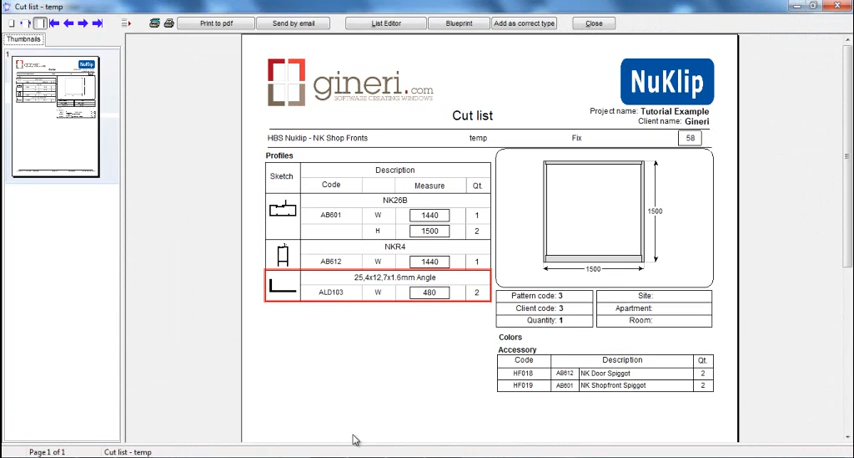 Cut list - temp
Print to pdf
Send by email
List Editor
Blueprint
Add as correct type
Close
Thumbnails
1
gineri.com
SOFTWARE CREATING WINDOWS
NuKlip
Cut list
Project name: Tutorial Example
Client name: Gineri
HBS Nuklip - NK Shop Fronts temp Fix 58
Profiles
Sketch Description
Code Measure Qt.
NK26B
AB601 W 1440 1
H 1500 2
NKR4
AB612 W 1440 1
25,4x12,7x1.6mm Angle
ALD103 W 480 2
1500
1500
Pattern code: 3 Site:
Client code: 3 Apartment:
Quantity: 1 Room:
Colors
Accessory
Code Description Qt.
HF018 AB612 NK Door Spiggot 2
HF019 AB601 NK Shopfront Spiggot 2
Page 1 of 1 Cut list - temp